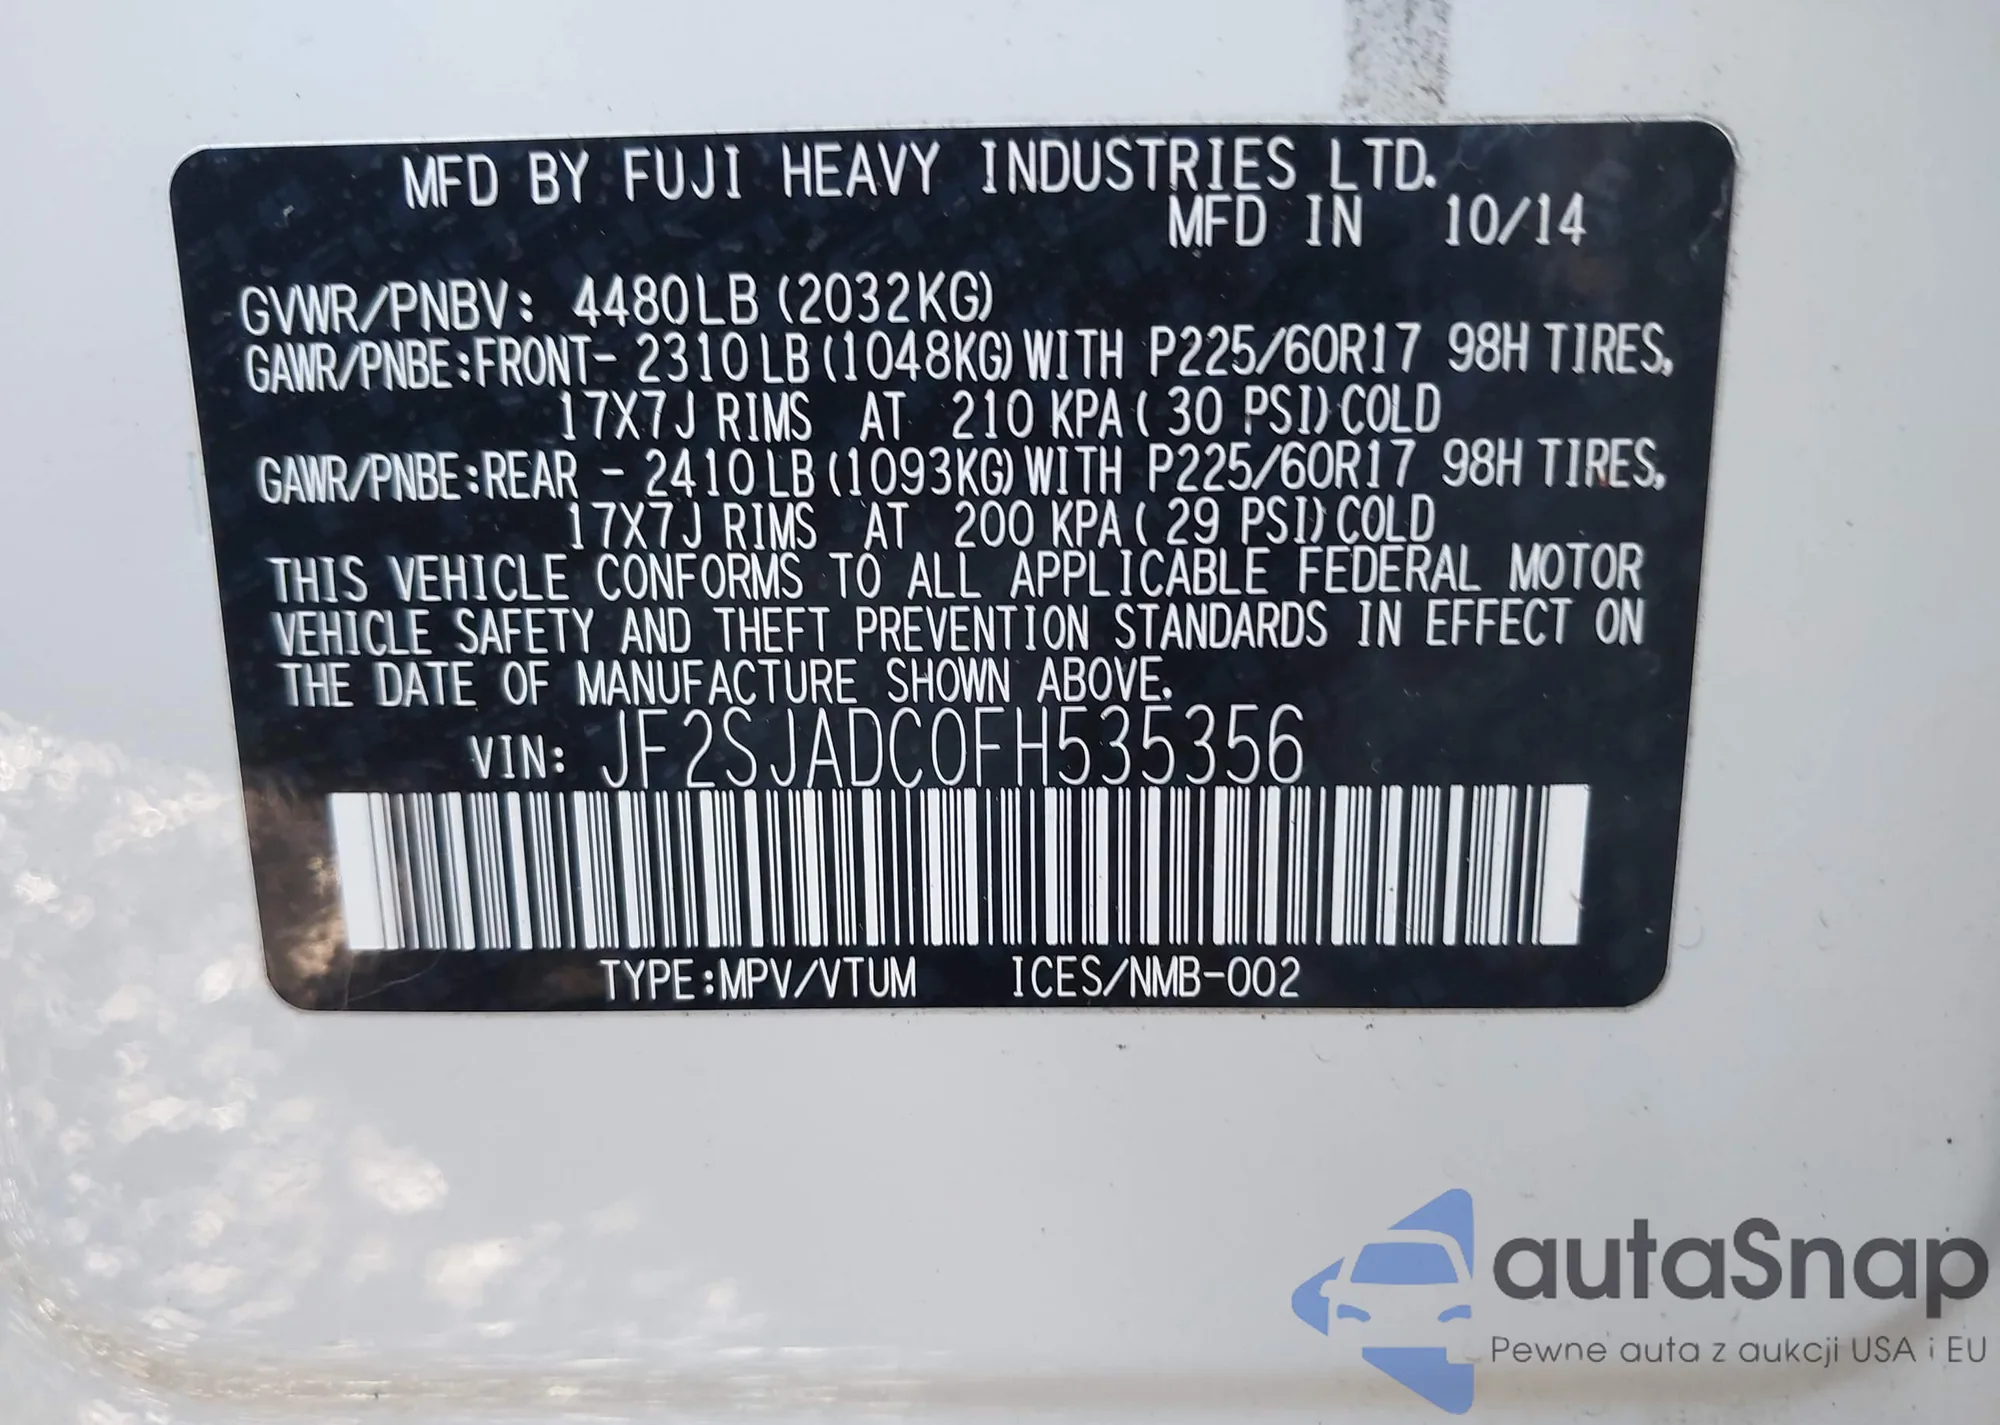 MFD BY FUJI HEAVY INDUSTRIES LTD.
MFD IN 10/14
GVWR/PNBV: 4480LB (2032KG)
GAWR/PNBE:FRONT- 2310LB (1048KG) WITH P225/60R17 98H TIRES,
17X7J RIMS AT 210 KPA ( 30 PSI) COLD
GAWR/PNBE:REAR - 2410LB (1093KG) WITH P225/60R17 98H TIRES,
17X7J RIMS AT 200 KPA ( 29 PSI) COLD
THIS VEHICLE CONFORMS TO ALL APPLICABLE FEDERAL MOTOR
VEHICLE SAFETY AND THEFT PREVENTION STANDARDS IN EFFECT ON
THE DATE OF MANUFACTURE SHOWN ABOVE.
VIN: JF2SJADC0FH535356
TYPE:MPV/VTUM ICES/NMB-002
autaSnap
Pewne auta z aukcji USA i EU